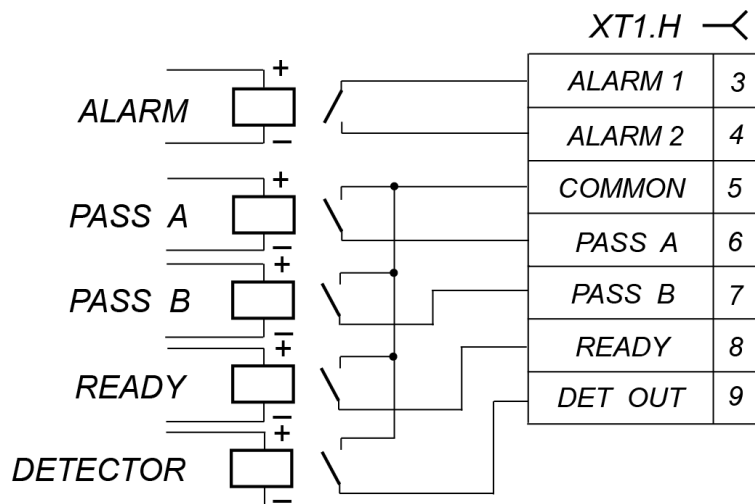 XT1.H
+
ALARM
−
ALARM 1 3
ALARM 2 4
+
PASS A
−
COMMON 5
PASS A 6
+
PASS B
−
PASS B 7
+
READY
−
READY 8
+
DETECTOR
−
DET OUT 9